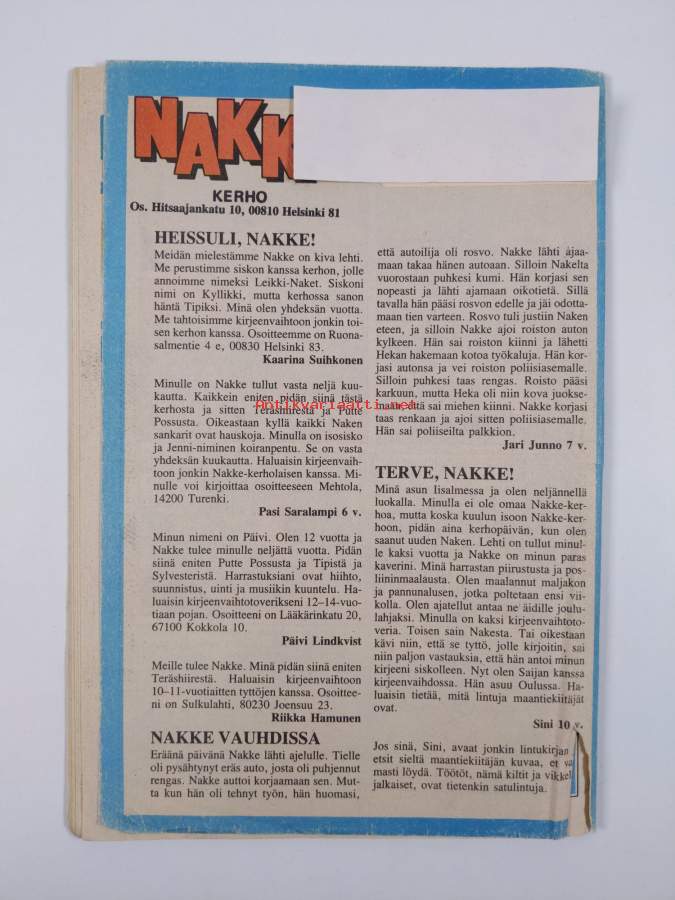 NAKK
KERHO
Os. Hitsaajankatu 10, 00810 Helsinki 81
HEISSULI, NAKKE!
Meidän mielestämme Nakke on kiva lehti.
Me perustimme siskon kanssa kerhon, jolle
annoimme nimeksi Leikki-Naket. Siskoni
nimi on Kyllikki, mutta kerhossa sanon
häntä Tipiksi. Minä olen yhdeksän vuotta.
Me tahtoisimme kirjeenvaihtoon jonkin toi-
sen kerhon kanssa. Osoitteemme on Ruona-
salmentie 4 e, 00830 Helsinki 83.
Kaarina Suihkonen
Minulle on Nakke tullut vasta neljä kuu-
kautta. Kaikkein eniten pidän siinä tästä
kerhosta ja sitten Teräshiirestä ja Putte
Possusta. Oikeastaan kyllä kaikki Naken
sankarit ovat hauskoja. Minulla on isosisko
ja Jenni-niminen koiranpentu. Se on vasta
yhdeksän kuukautta. Haluaisin kirjeenvaih-
toon jonkin Nakke-kerholaisen kanssa. Mi-
nulle voi kirjoittaa osoitteeseen Mehtola,
14200 Turenki.
Pasi Saralampi 6 v.
Minun nimeni on Päivi. Olen 12 vuotta ja
Nakke tulee minulle neljättä vuotta. Pidän
siinä eniten Putte Possusta ja Tipistä ja
Sylvesteristä. Harrastuksiani ovat hiihto,
suunnistus, uinti ja musiikin kuuntelu. Ha-
luaisin kirjeenvaihtotoverikseni 12–14-vuo-
tiaan pojan. Osoitteeni on Lääkärinkatu 20,
67100 Kokkola 10.
Päivi Lindkvist
Meille tulee Nakke. Minä pidän siinä eniten
Teräshiirestä. Haluaisin kirjeenvaihtoon
10–11-vuotiaitten tyttöjen kanssa. Osoittee-
ni on Sulkulahti, 80230 Joensuu 23.
Riikka Hamunen
NAKKE VAUHDISSA
Eräänä päivänä Nakke lähti ajelulle. Tielle
oli pysähtynyt eräs auto, josta oli puhjennut
rengas. Nakke auttoi korjaamaan sen. Mut-
ta kun hän oli tehnyt työn, hän huomasi,
että autoilija oli rosvo. Nakke lähti ajaa-
maan takaa hänen autoaan. Silloin Nakelta
vuorostaan puhkesi kumi. Hän korjasi sen
nopeasti ja lähti ajamaan oikotietä. Sillä
tavalla hän pääsi rosvon edelle ja jäi odotta-
maan tien varteen. Rosvo tuli justiin Naken
eteen, ja silloin Nakke ajoi roiston auton
kylkeen. Hän sai roiston kiinni ja lähetti
Hekan hakemaan kotoa työkaluja. Hän kor-
jasi autonsa ja vei roiston poliisiasemalle.
Silloin puhkesi taas rengas. Roisto pääsi
karkuun, mutta Heka oli niin kova juokse-
maan, että sai miehen kiinni. Nakke korjasi
taas renkaan ja ajoi sitten poliisiasemalle.
Hän sai poliiseilta palkkion.
Jari Junno 7 v.
TERVE, NAKKE!
Minä asun Iisalmessa ja olen neljännellä
luokalla. Minulla ei ole omaa Nakke-ker-
hoa, mutta koska kuulun isoon Nakke-ker-
hoon, pidän aina kerhopäivän, kun olen
saanut uuden Naken. Lehti on tullut minul-
le kaksi vuotta ja Nakke on minun paras
kaverini. Minä harrastan piirustusta ja pos-
liininmaalausta. Olen maalannut maljakon
ja pannunalusen, jotka poltetaan ensi vii-
kolla. Olen ajatellut antaa ne äidille joulu-
lahjaksi. Minulla on kaksi kirjeenvaihtoto-
veria. Toisen sain Nakesta. Tai oikestaan
kävi niin, että se tyttö, jolle kirjoitin, sai
niin paljon vastauksia, että hän antoi minun
kirjeeni siskolleen. Nyt olen Saijan kanssa
kirjeenvaihdossa. Hän asuu Oulussa. Ha-
luaisin tietää, mitä lintuja maantiekiitäjät
ovat.
Sini 10 v.
Jos sinä, Sini, avaat jonkin lintukirjan
etsit sieltä maantiekiitäjän kuvaa, et
masti löydä. Töötöt, nämä kiltit ja vikkel
jalkaiset, ovat tietenkin satulintuja.
antikvariaatti.net